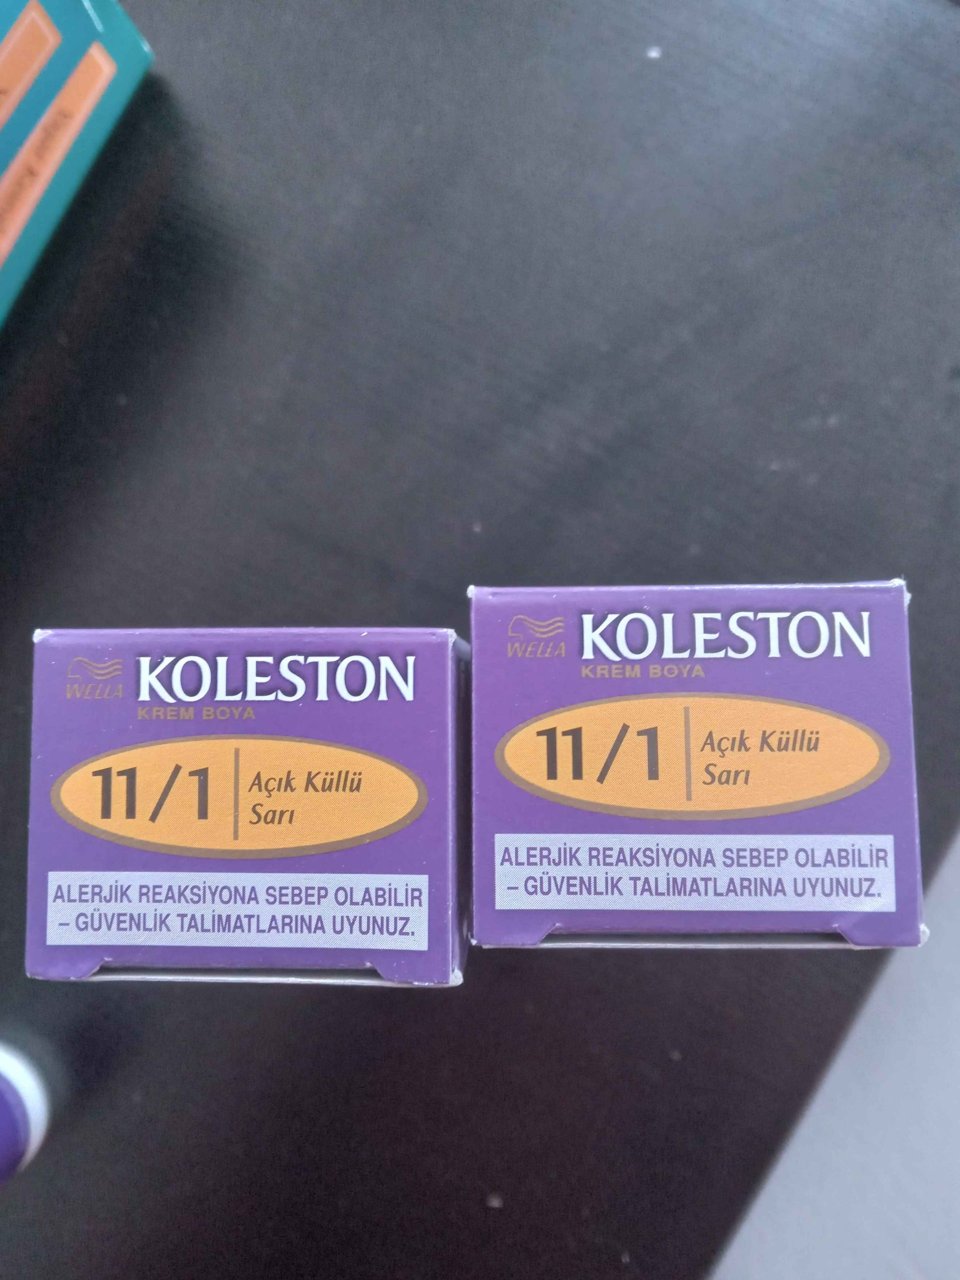 WELLA
KOLESTON
KREM BOYA
11/1
Açık Küllü
Sarı
ALERJİK REAKSİYONA SEBEP OLABİLİR
– GÜVENLİK TALİMATLARINA UYUNUZ.
WELLA
KOLESTON
KREM BOYA
11/1
Açık Küllü
Sarı
ALERJİK REAKSİYONA SEBEP OLABİLİR
– GÜVENLİK TALİMATLARINA UYUNUZ.